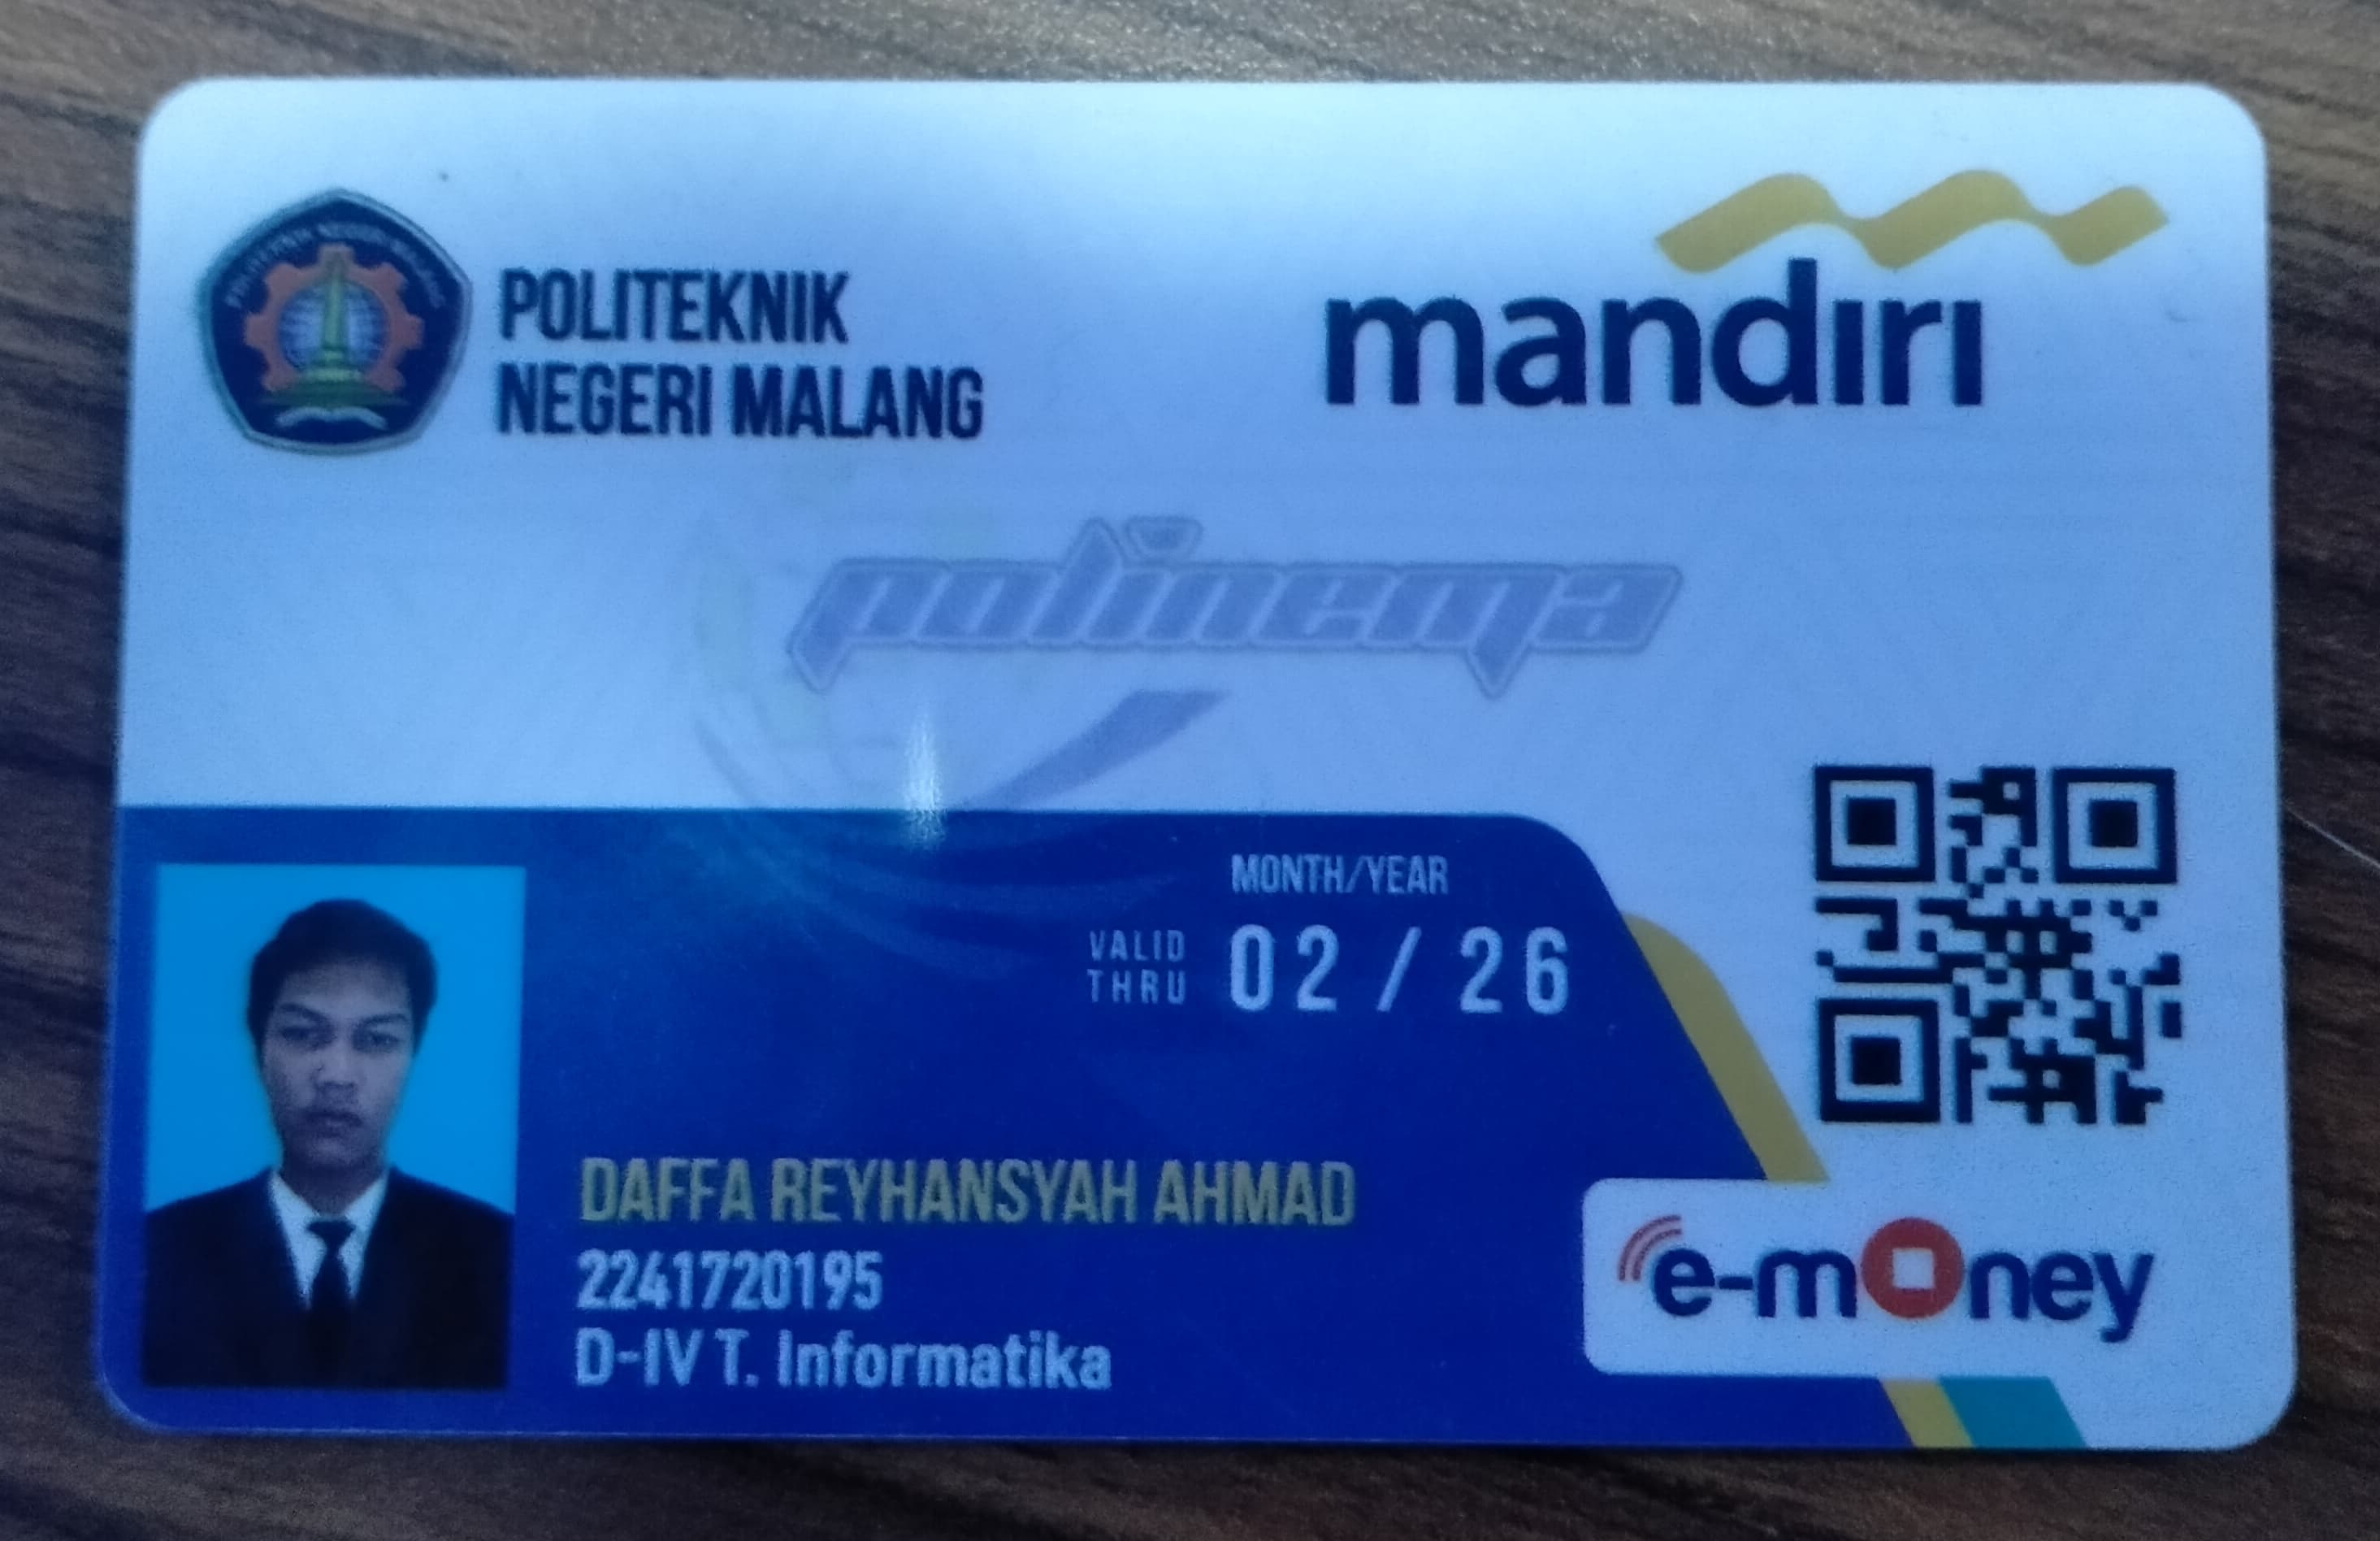 POLITEKNIK
NEGERI MALANG
mandiri
polinema
MONTH/YEAR
VALID
THRU
02 / 26
DAFFA REYHANSYAH AHMAD
2241720195
D-IV T. Informatika
e-money